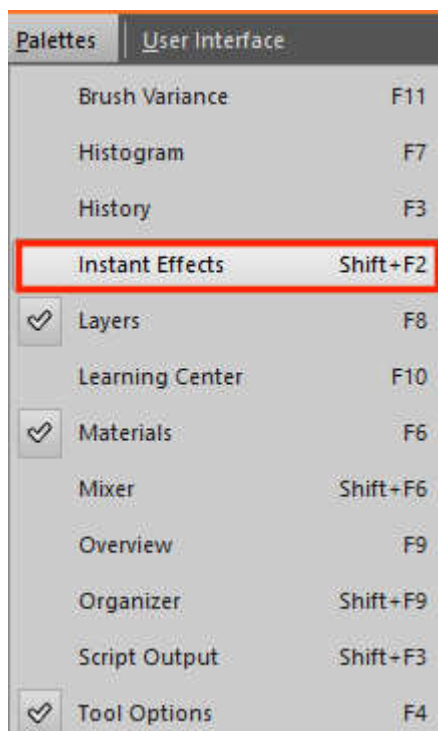 Palettes User Interface
Brush Variance F11
Histogram F7
History F3
Instant Effects Shift+F2
Layers F8
Learning Center F10
Materials F6
Mixer Shift+F6
Overview F9
Organizer Shift+F9
Script Output Shift+F3
Tool Options F4